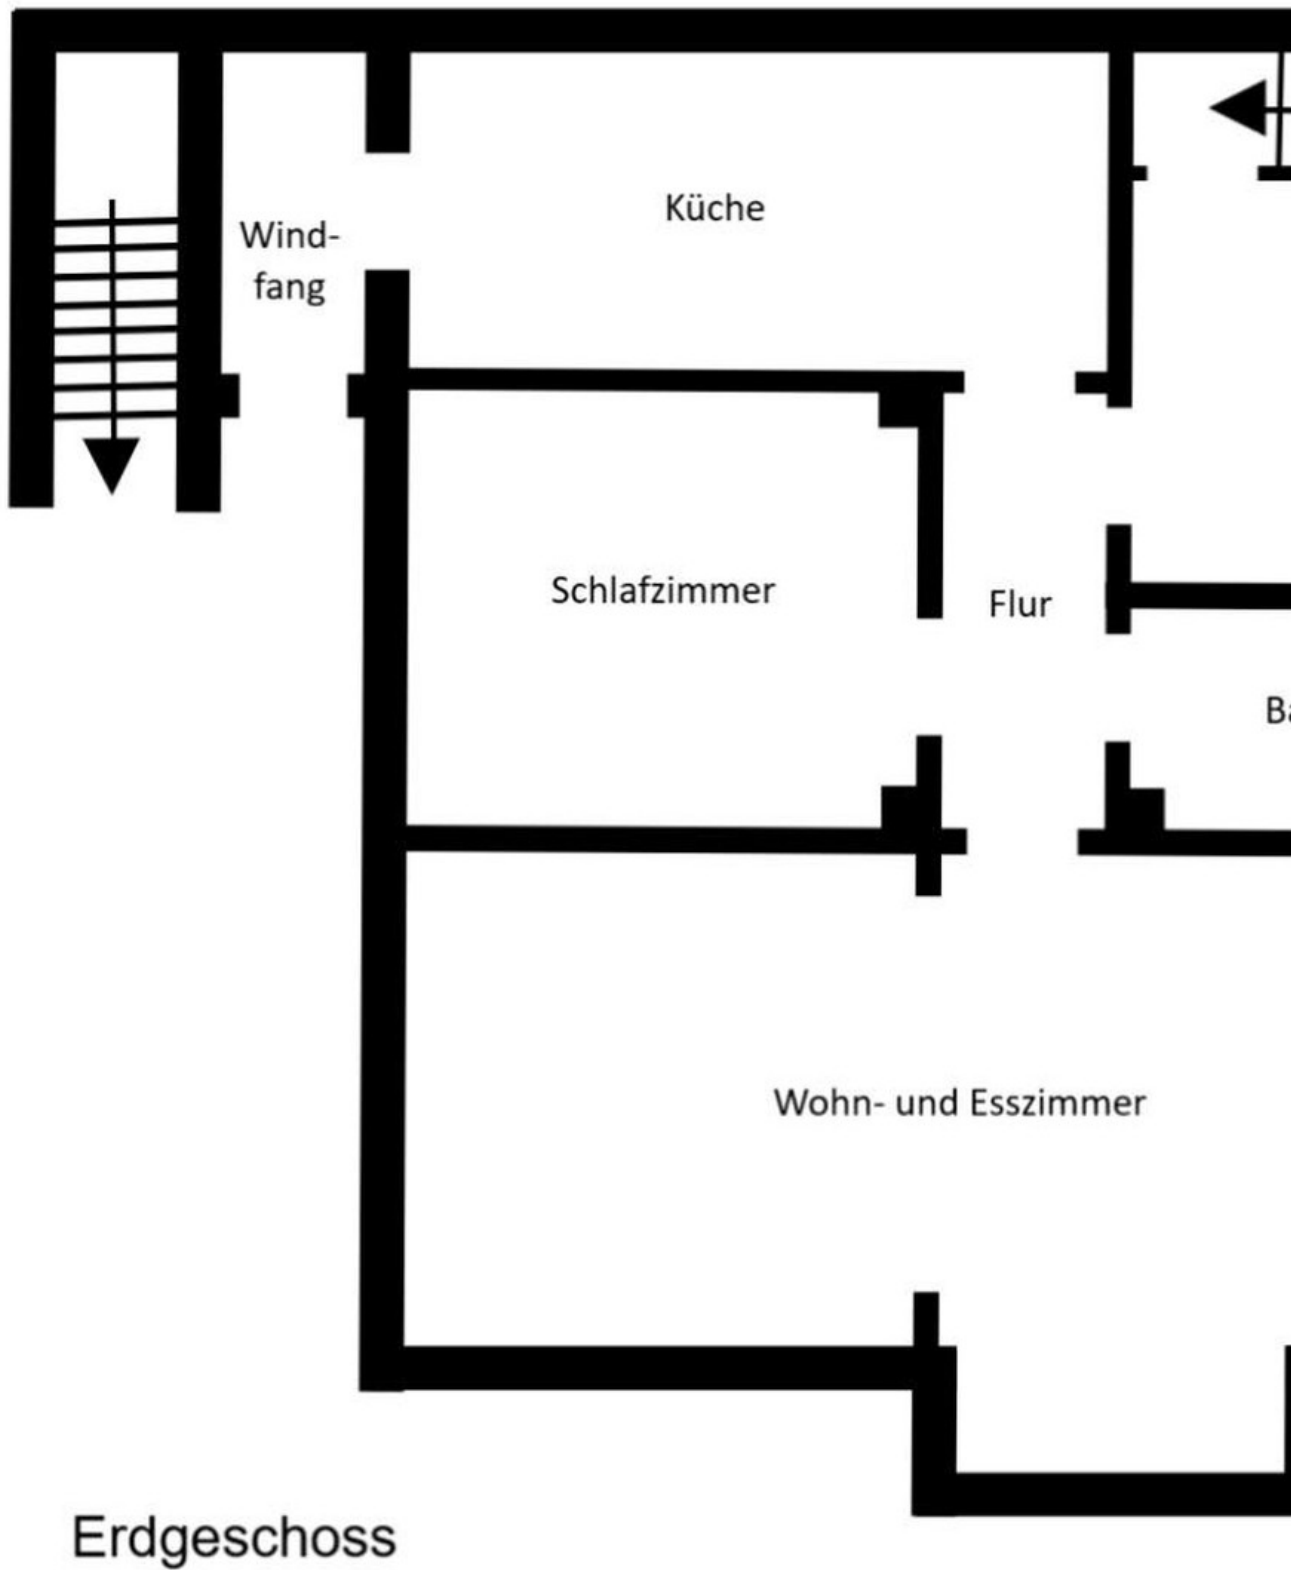 Küche
Wind-
fang
Schlafzimmer
Flur
Wohn- und Esszimmer
Erdgeschoss